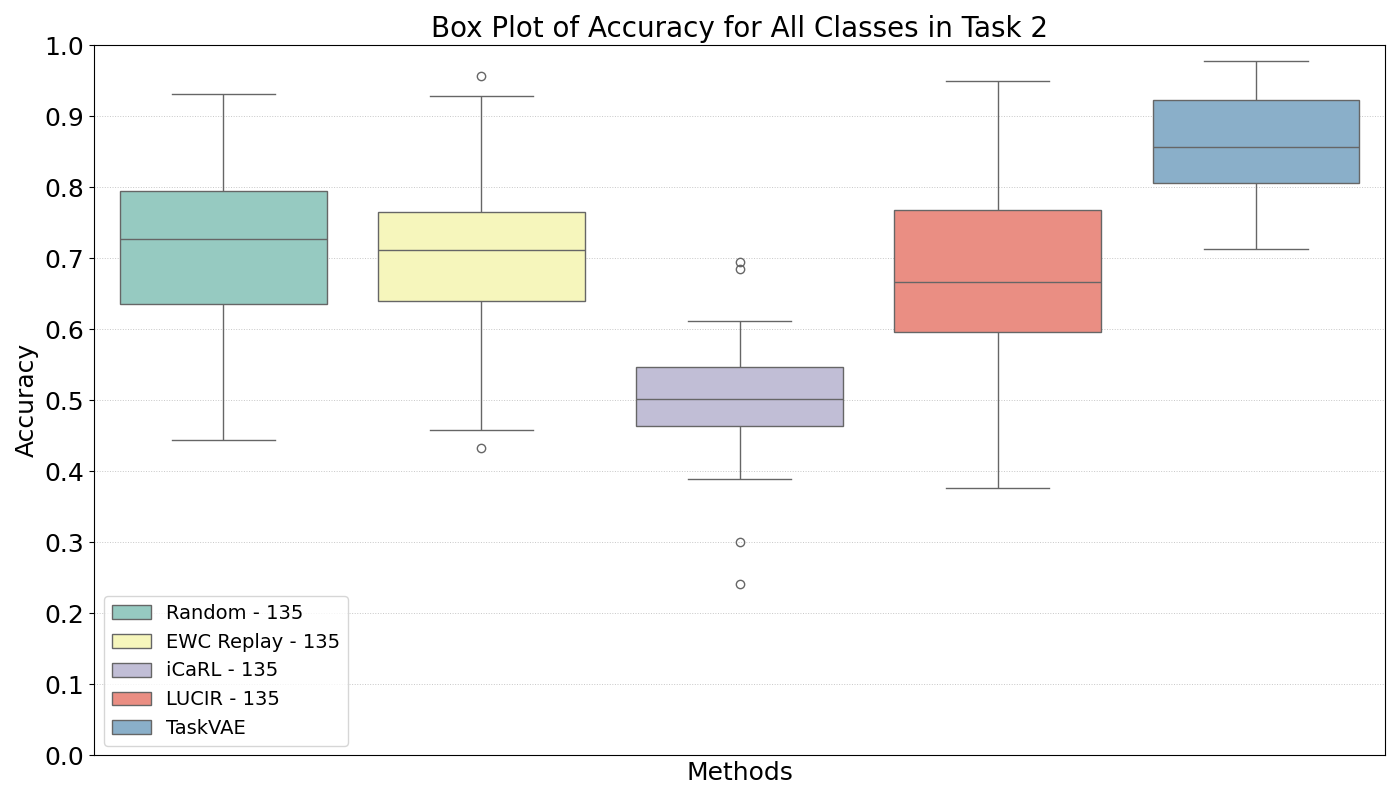 Box Plot of Accuracy for All Classes in Task 2
1.0
0.9
0.8
0.7
0.6
0.5
0.4
0.3
0.2
0.1
0.0
Accuracy
Random - 135
EWC Replay - 135
iCaRL - 135
LUCIR - 135
TaskVAE
Methods